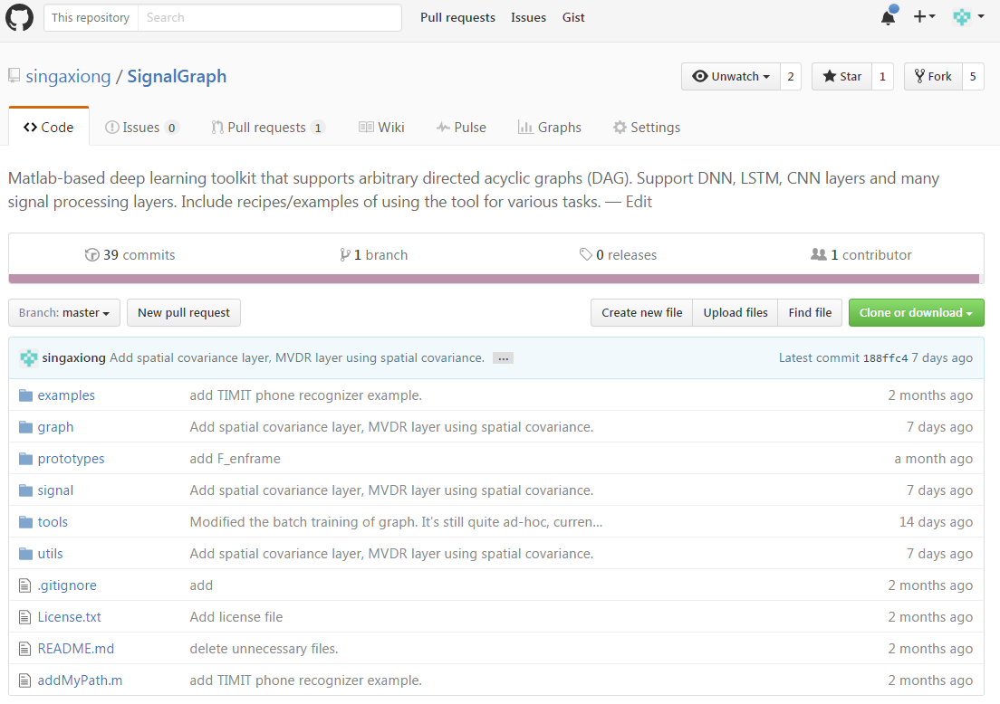 This repository Search Pull requests Issues Gist
singaxiong / SignalGraph Unwatch 2 Star 1 Fork 5
Code Issues 0 Pull requests 1 Wiki Pulse Graphs Settings
Matlab-based deep learning toolkit that supports arbitrary directed acyclic graphs (DAG). Support DNN, LSTM, CNN layers and many
signal processing layers. Include recipes/examples of using the tool for various tasks. — Edit
39 commits 1 branch 0 releases 1 contributor
Branch: master New pull request Create new file Upload files Find file Clone or download
singaxiong Add spatial covariance layer, MVDR layer using spatial covariance. ... Latest commit 188ffc4 7 days ago
examples add TIMIT phone recognizer example. 2 months ago
graph Add spatial covariance layer, MVDR layer using spatial covariance. 7 days ago
prototypes add F_enframe a month ago
signal Add spatial covariance layer, MVDR layer using spatial covariance. 7 days ago
tools Modified the batch training of graph. It's still quite ad-hoc, curren... 14 days ago
utils Add spatial covariance layer, MVDR layer using spatial covariance. 7 days ago
.gitignore add 2 months ago
License.txt Add license file 2 months ago
README.md delete unnecessary files. 2 months ago
addMyPath.m add TIMIT phone recognizer example. 2 months ago